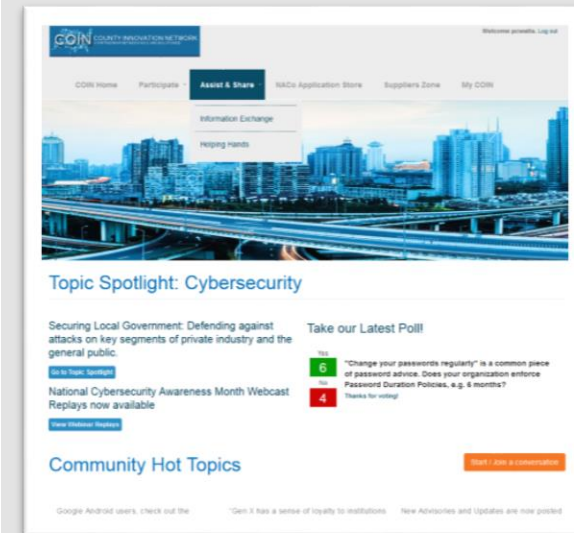 Welcome Log out
COIN COUNTY INNOVATION NETWORK
COIN Home Participate Assist & Share NACo Application Store Suppliers Zone My COIN
Information Exchange
Helping Hands
Topic Spotlight: Cybersecurity
Securing Local Government: Defending against
attacks on key segments of private industry and the
general public.
Go to Topic Spotlight
National Cybersecurity Awareness Month Webcast
Replays now available
View Webinar Replays
Take our Latest Poll!
Yes
6
No
4
"Change your passwords regularly" is a common piece
of password advice. Does your organization enforce
Password Duration Policies, e.g. 6 months?
Thanks for voting!
Community Hot Topics
Start / Join a conversation
Google Android users, check out the
"Gen X has a sense of loyalty to institutions
New Advisories and Updates are now posted